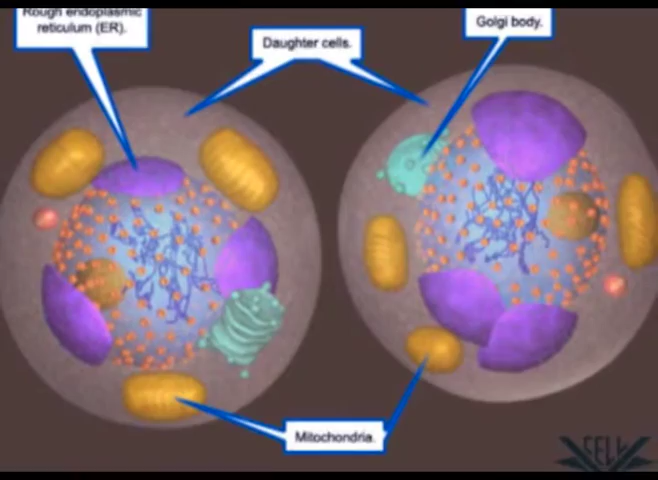 Rough endoplasmic
reticulum (ER).
Daughter cells.
Golgi body.
Mitochondria.